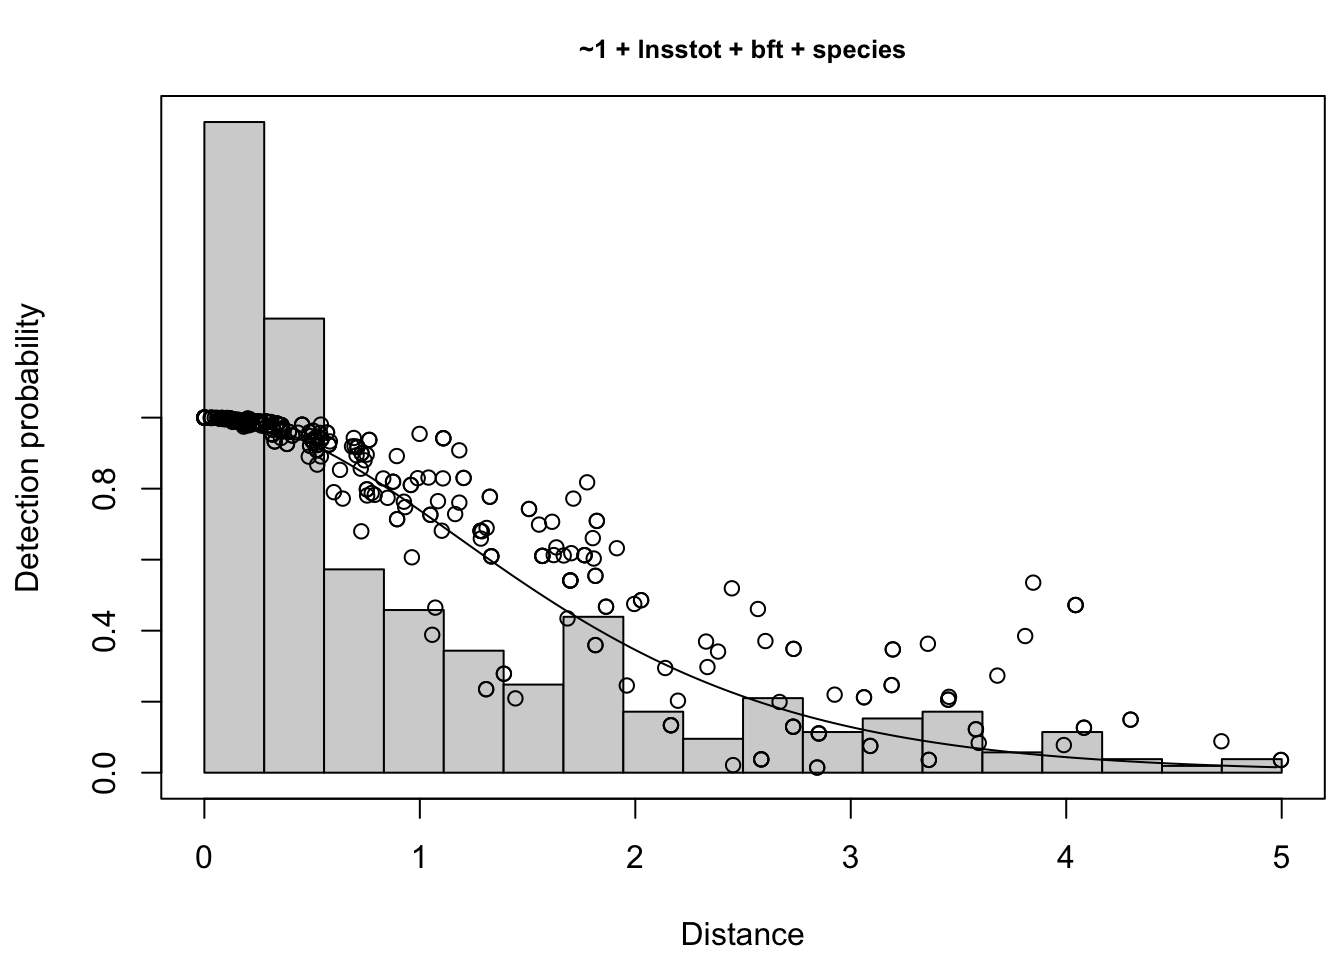 ~1 + lnsstot + bft + species
Detection probability
0.8
0.4
0.0
0 1 2 3 4 5
Distance